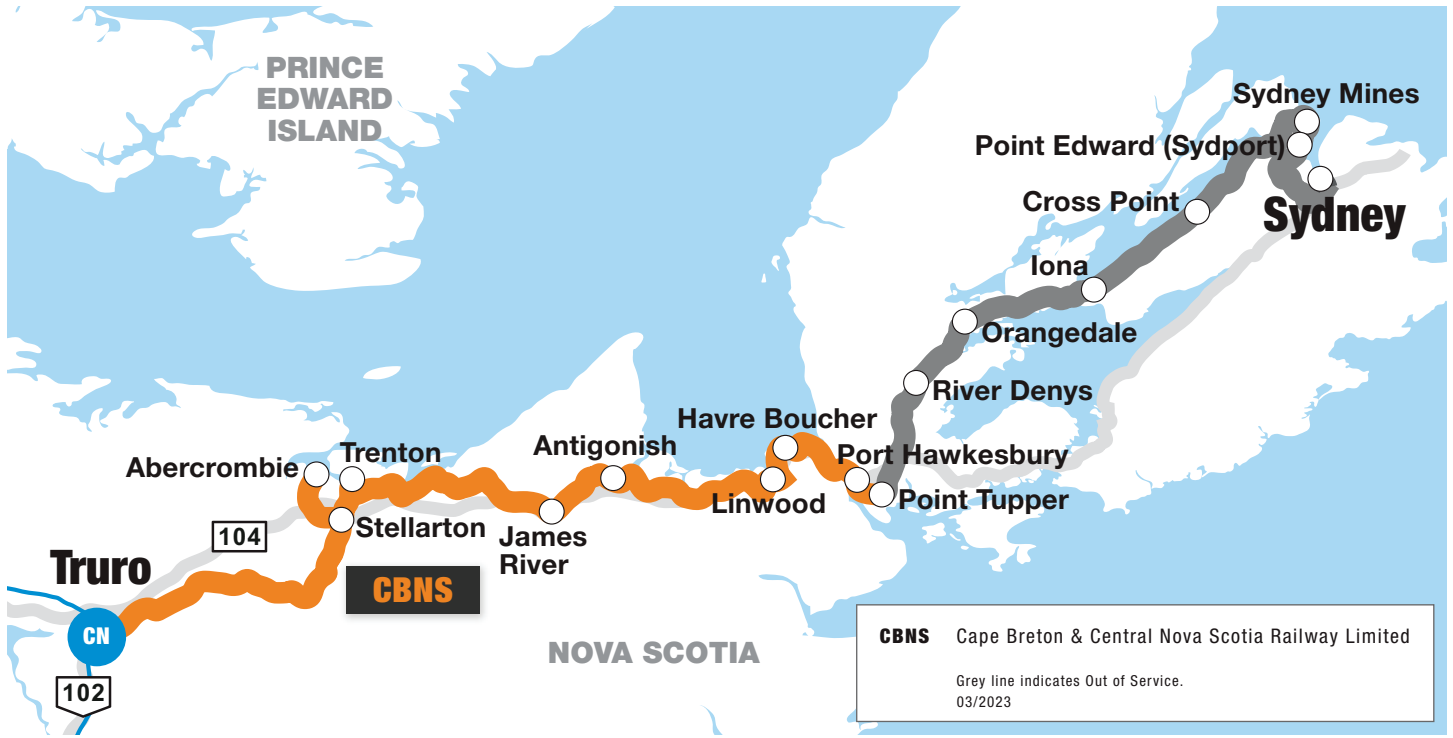 PRINCE
EDWARD
ISLAND
Sydney Mines
Point Edward (Sydport)
Cross Point
Sydney
Iona
Orangedale
River Denys
Havre Boucher
Antigonish
Trenton
Abercrombie
Port Hawkesbury
Linwood
Point Tupper
Stellarton
James
River
104
Truro
CBNS
CN
NOVA SCOTIA
102
CBNS Cape Breton & Central Nova Scotia Railway Limited
Grey line indicates Out of Service.
03/2023